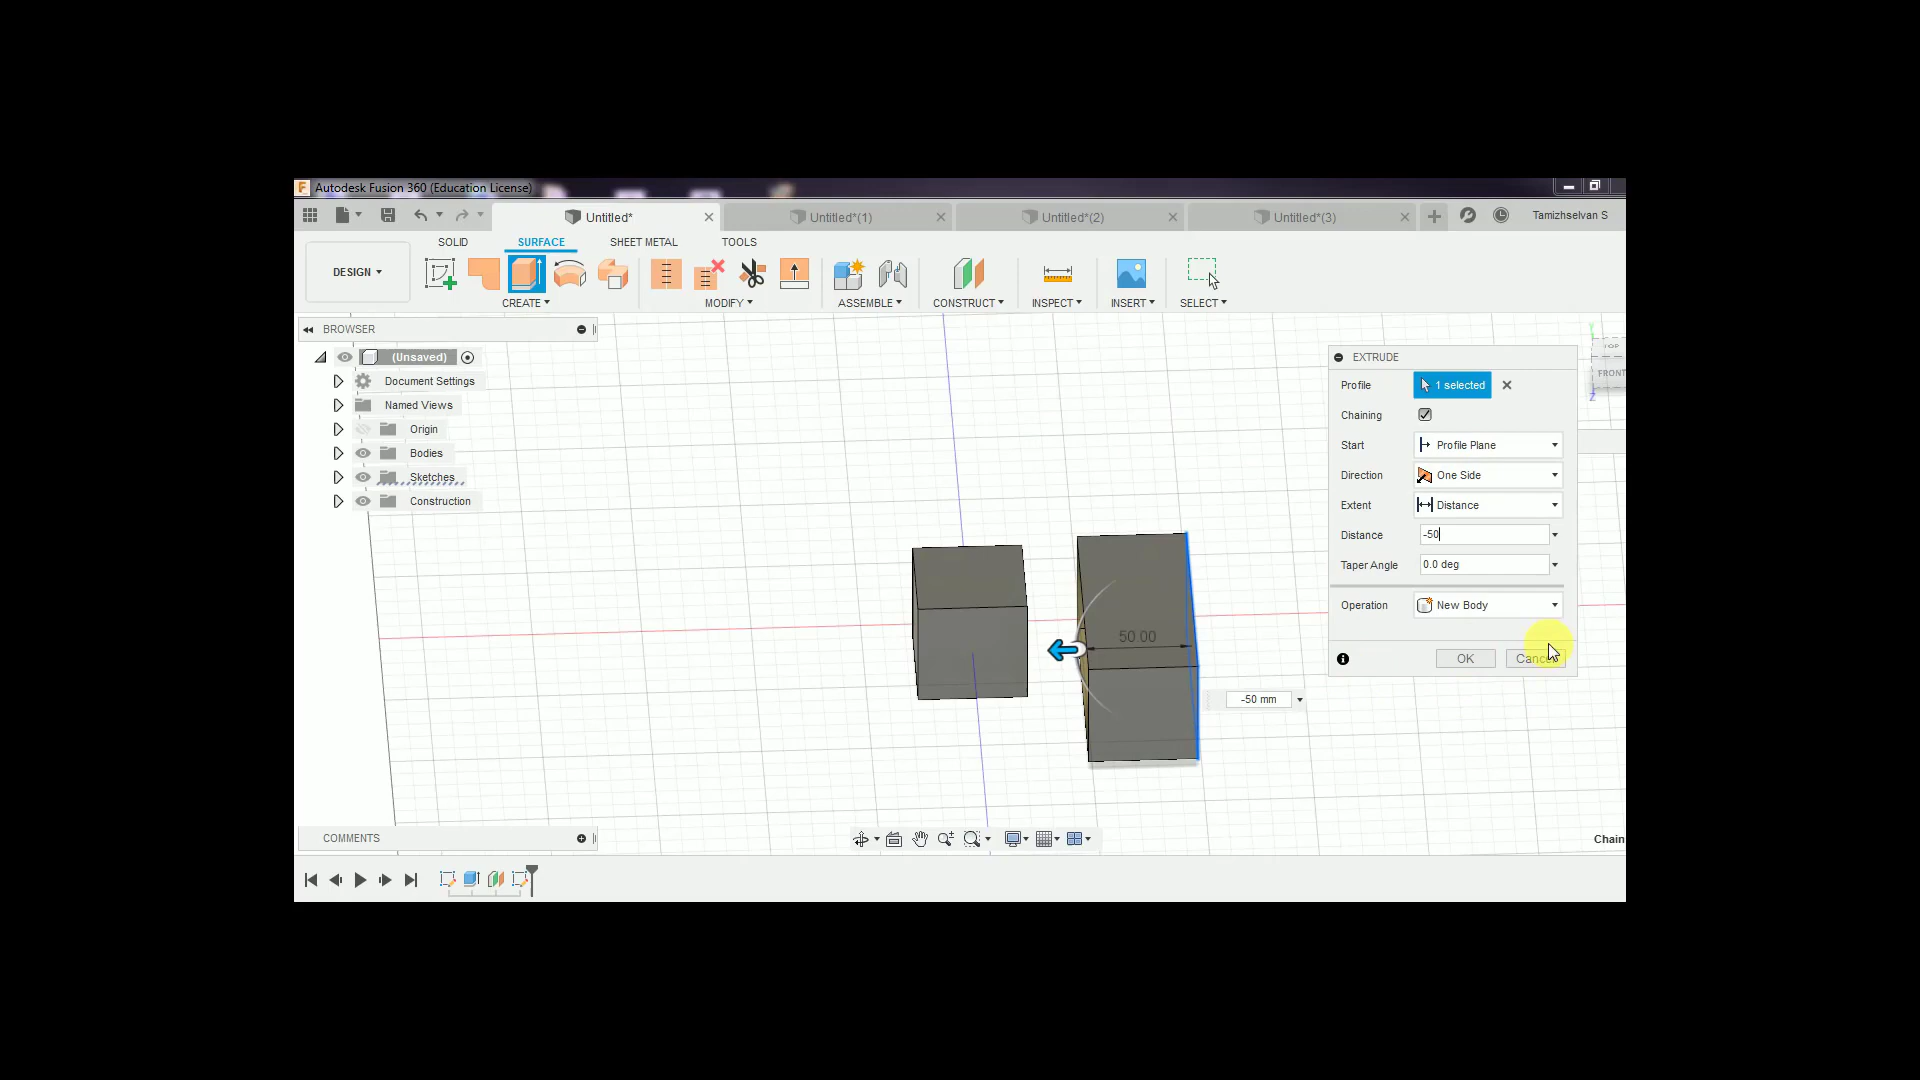 Autodesk Fusion 360 (Education License)
Untitled*
Untitled*(1)
Untitled*(2)
Untitled*(3)
Tamizhselvan S
SOLID
SURFACE
SHEET METAL
TOOLS
DESIGN
CREATE
MODIFY
ASSEMBLE
CONSTRUCT
INSPECT
INSERT
SELECT
BROWSER
(Unsaved)
Document Settings
Named Views
Origin
Bodies
Sketches
Construction
EXTRUDE
Profile 1 selected
Chaining
Start Profile Plane
Direction One Side
Extent Distance
Distance -50
Taper Angle 0.0 deg
Operation New Body
OK Cancel
TOP
FRONT
Y
Z
50.00
-50 mm
COMMENTS
Chain